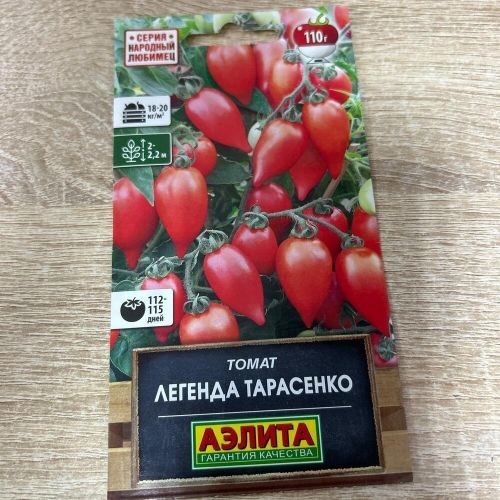 СЕРИЯ
НАРОДНЫЙ
ЛЮБИМЕЦ
110 г
18-20
кг/м²
2-
2,2 м
112-
115
дней
ТОМАТ
ЛЕГЕНДА ТАРАСЕНКО
АЭЛИТА
ГАРАНТИЯ КАЧЕСТВА